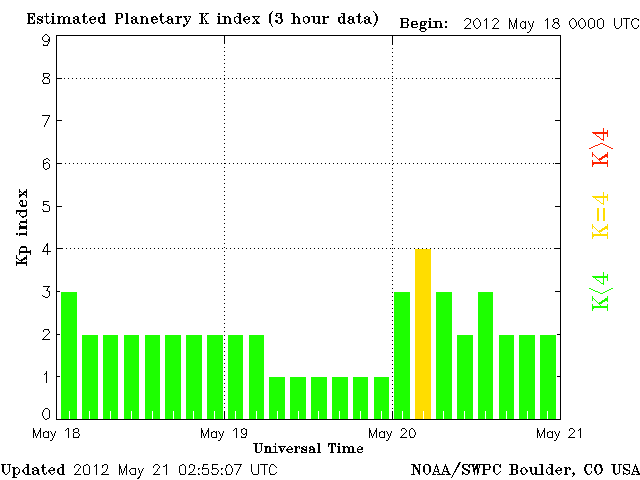 Estimated Planetary K index (3 hour data)
Begin: 2012 May 18 0000 UTC
9
8
7
6
5
4
3
2
1
0
Kp index
K>4
K=4
K<4
May 18
May 19
May 20
May 21
Universal Time
Updated 2012 May 21 02:55:07 UTC
NOAA/SWPC Boulder, CO USA